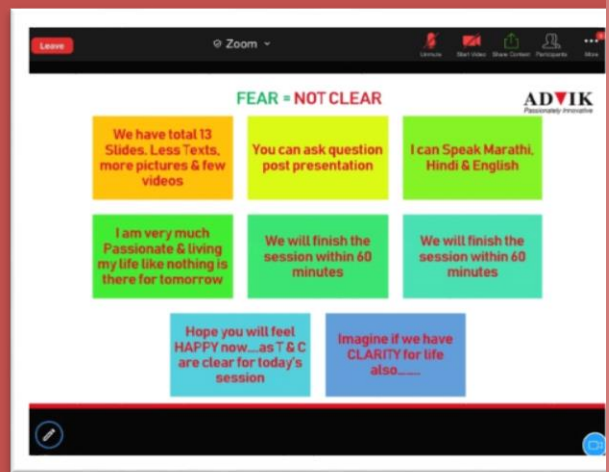 Leave
Zoom
Unmute
Start Video
Share Content
Participants
More
FEAR = NOT CLEAR
ADVIK
Passionately Innovative
We have total 13
Slides. Less Texts,
more pictures & few
videos
You can ask question
post presentation
I can Speak Marathi,
Hindi & English
I am very much
Passionate & living
my life like nothing is
there for tomorrow
We will finish the
session within 60
minutes
We will finish the
session within 60
minutes
Hope you will feel
HAPPY now....as T & C
are clear for today's
session
Imagine if we have
CLARITY for life
also.......